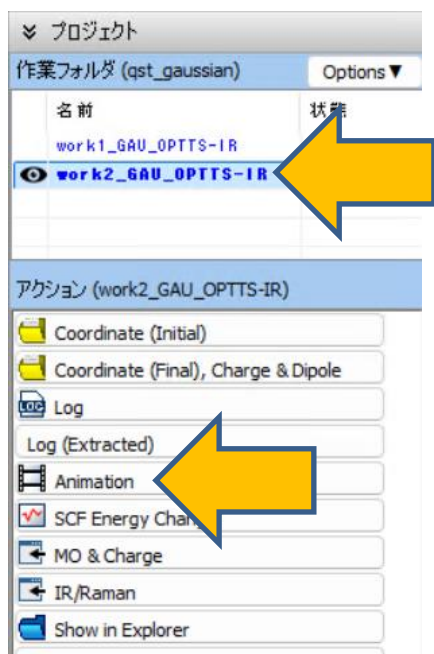 プロジェクト
作業フォルダ (qst_gaussian) Options▼
名前 状態
work1_GAU_OPTTS-IR
work2_GAU_OPTTS-IR
アクション (work2_GAU_OPTTS-IR)
Coordinate (Initial)
Coordinate (Final), Charge & Dipole
LOG Log
Log (Extracted)
Animation
SCF Energy
MO & Charge
IR/Raman
Show in Explorer